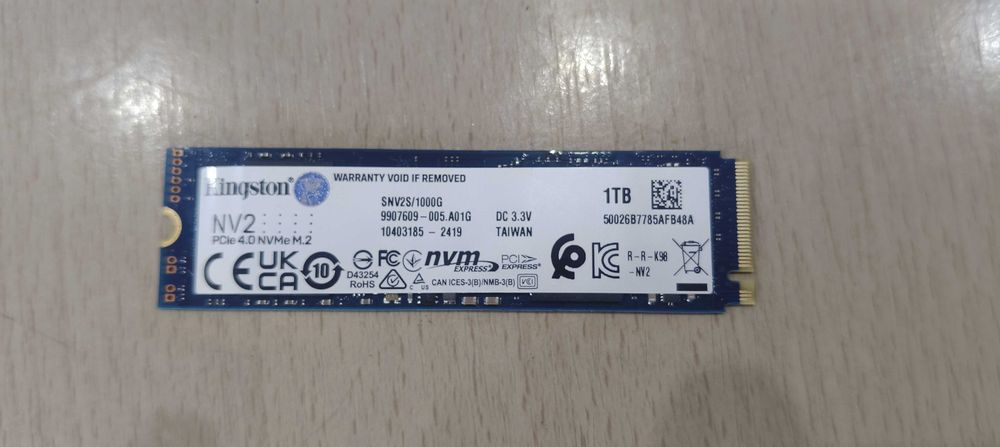 Kingston
WARRANTY VOID IF REMOVED
NV2
PCIe 4.0 NVMe M.2
SNV2S/1000G
9907609-005.A01G
10403185 - 2419
DC 3.3V
TAIWAN
1TB
50026B7785AFB48A
CE
UK
CA
10
D43254
RoHS
FC
nvm
EXPRESS
PCI
EXPRESS®
C US
CAN ICES-3(B)/NMB-3(B)
VCI
R-R-K98
-NV2